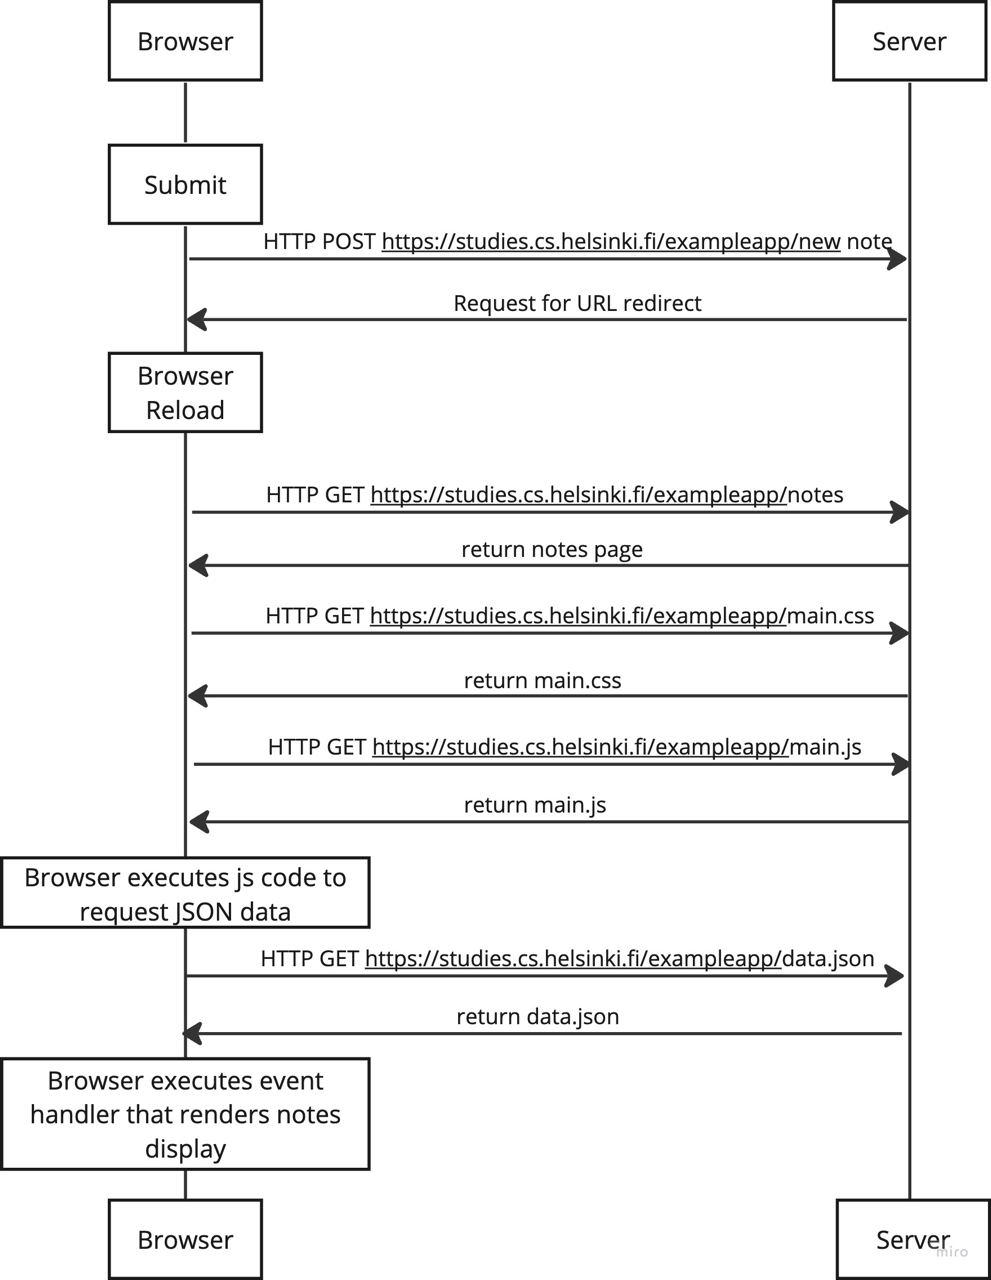 Browser
Server
Submit
HTTP POST https://studies.cs.helsinki.fi/exampleapp/new note
Request for URL redirect
Browser
Reload
HTTP GET https://studies.cs.helsinki.fi/exampleapp/notes
return notes page
HTTP GET https://studies.cs.helsinki.fi/exampleapp/main.css
return main.css
HTTP GET https://studies.cs.helsinki.fi/exampleapp/main.js
return main.js
Browser executes js code to
request JSON data
HTTP GET https://studies.cs.helsinki.fi/exampleapp/data.json
return data.json
Browser executes event
handler that renders notes
display
Browser
Server
miro